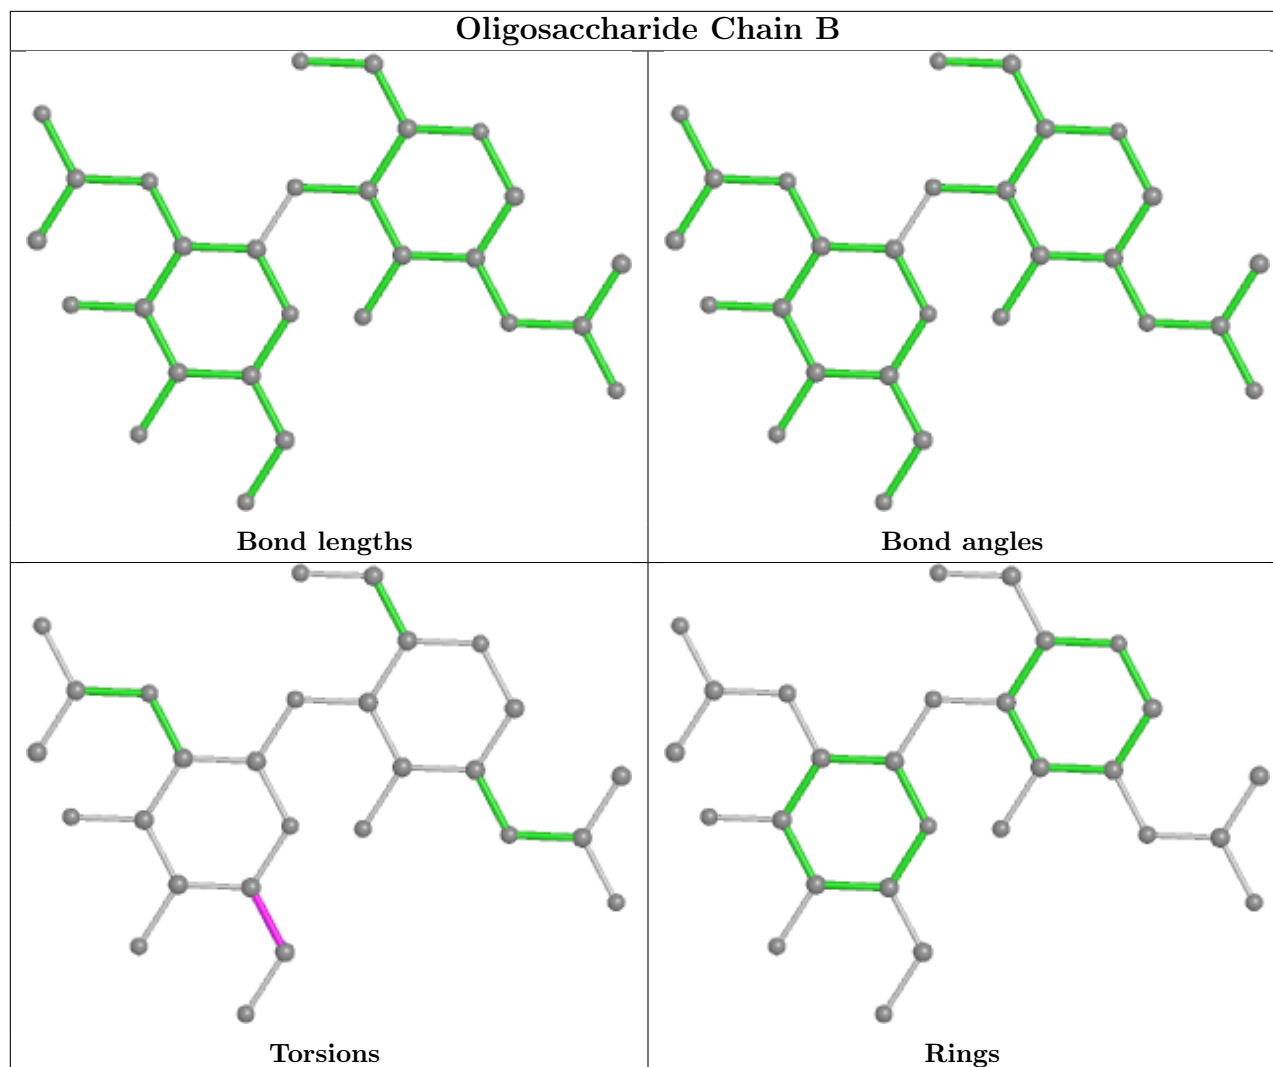 Oligosaccharide Chain B
Bond lengths
Bond angles
Torsions
Rings